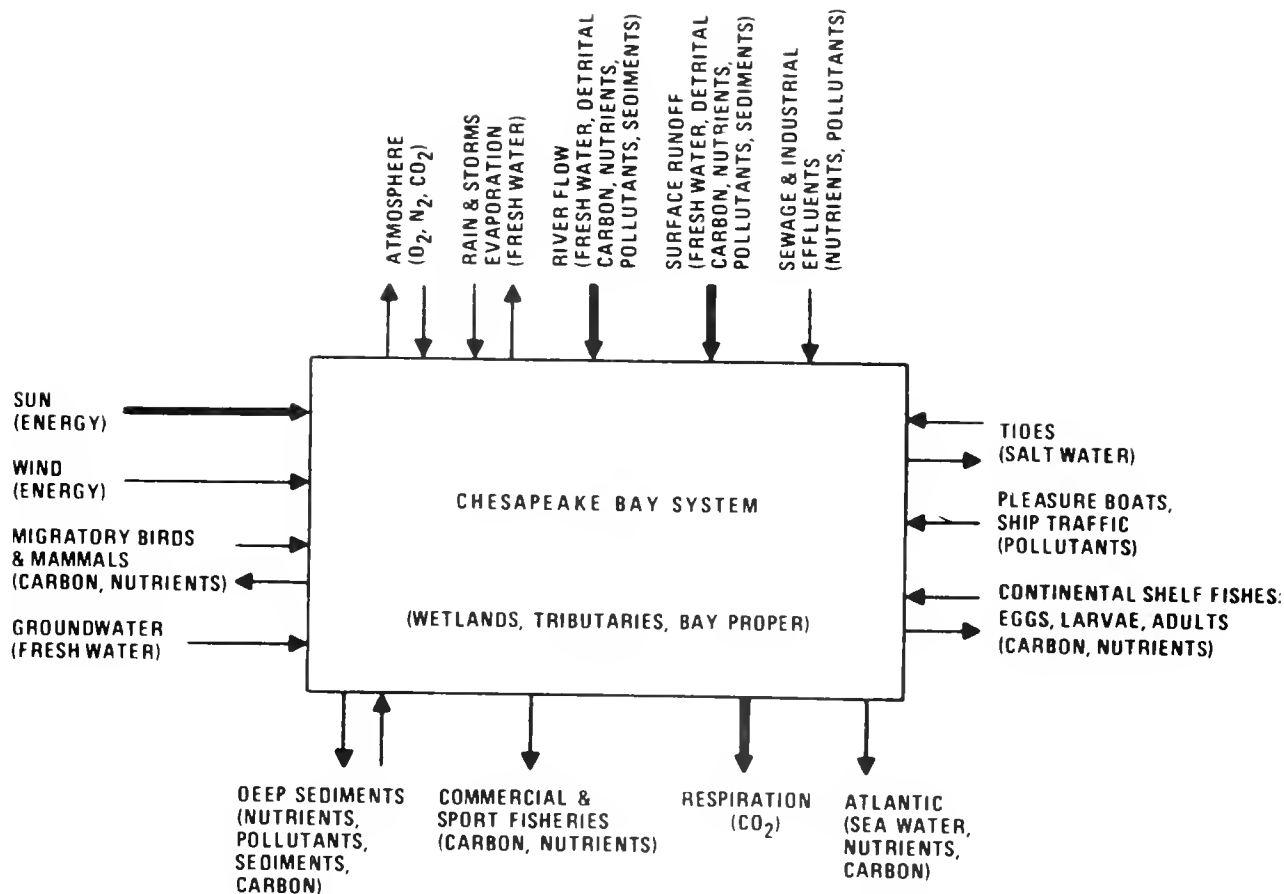 ATMOSPHERE
(O2, N2, CO2)
RAIN & STORMS
EVAPORATION
(FRESH WATER)
RIVER FLOW
(FRESH WATER, DETRITAL
CARBON, NUTRIENTS,
POLLUTANTS, SEDIMENTS)
SURFACE RUNOFF
(FRESH WATER, DETRITAL
CARBON, NUTRIENTS,
POLLUTANTS, SEDIMENTS)
SEWAGE & INDUSTRIAL
EFFLUENTS
(NUTRIENTS, POLLUTANTS)
SUN
(ENERGY)
WIND
(ENERGY)
MIGRATORY BIRDS
& MAMMALS
(CARBON, NUTRIENTS)
GROUNDWATER
(FRESH WATER)
CHESAPEAKE BAY SYSTEM
(WETLANDS, TRIBUTARIES, BAY PROPER)
TIDES
(SALT WATER)
PLEASURE BOATS,
SHIP TRAFFIC
(POLLUTANTS)
CONTINENTAL SHELF FISHES:
EGGS, LARVAE, ADULTS
(CARBON, NUTRIENTS)
DEEP SEDIMENTS
(NUTRIENTS,
POLLUTANTS,
SEDIMENTS,
CARBON)
COMMERCIAL &
SPORT FISHERIES
(CARBON, NUTRIENTS)
RESPIRATION
(CO2)
ATLANTIC
(SEA WATER,
NUTRIENTS,
CARBON)